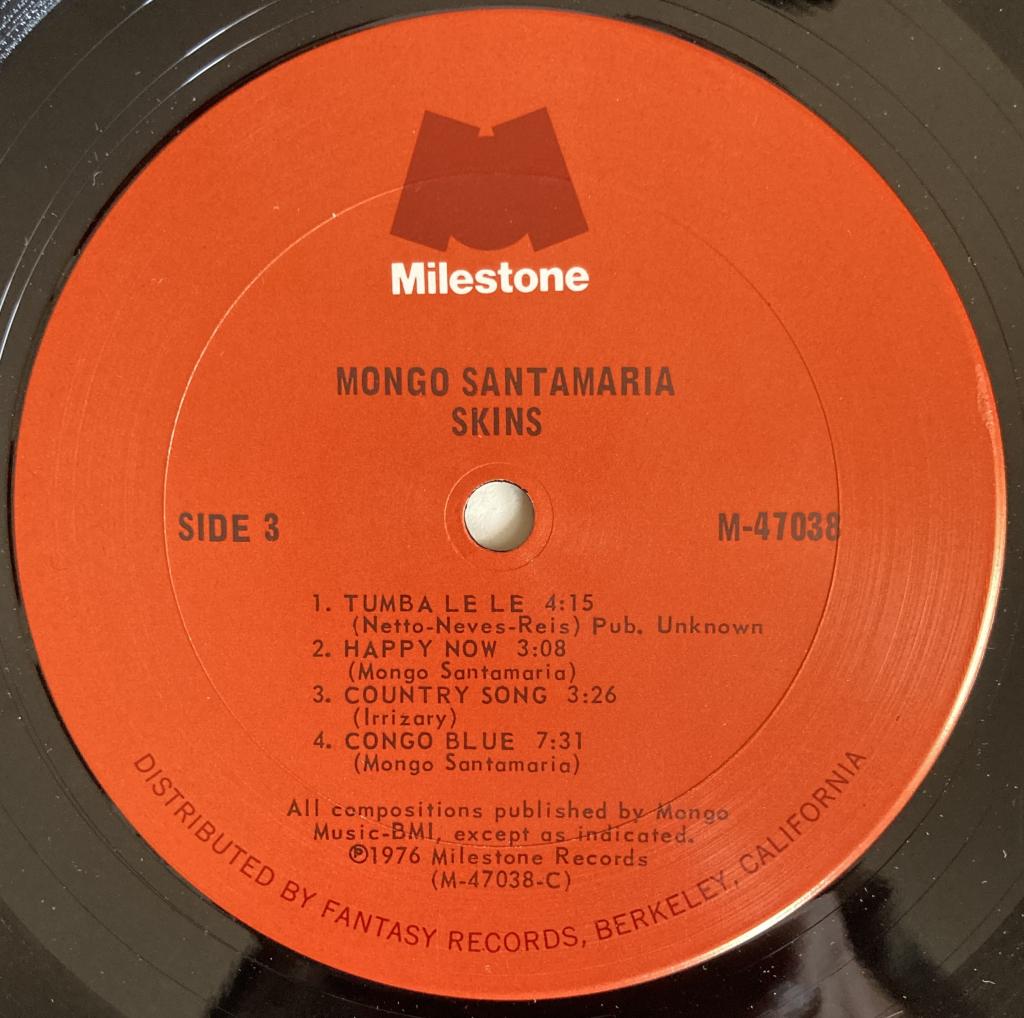 Milestone
MONGO SANTAMARIA
SKINS
SIDE 3
M-47038
1. TUMBA LE LE 4:15
(Netto-Neves-Reis) Pub. Unknown
2. HAPPY NOW 3:08
(Mongo Santamaria)
3. COUNTRY SONG 3:26
(Irrizary)
4. CONGO BLUE 7:31
(Mongo Santamaria)
All compositions published by Mongo
Music-BMI, except as indicated.
℗1976 Milestone Records
(M-47038-C)
DISTRIBUTED BY FANTASY RECORDS, BERKELEY, CALIFORNIA